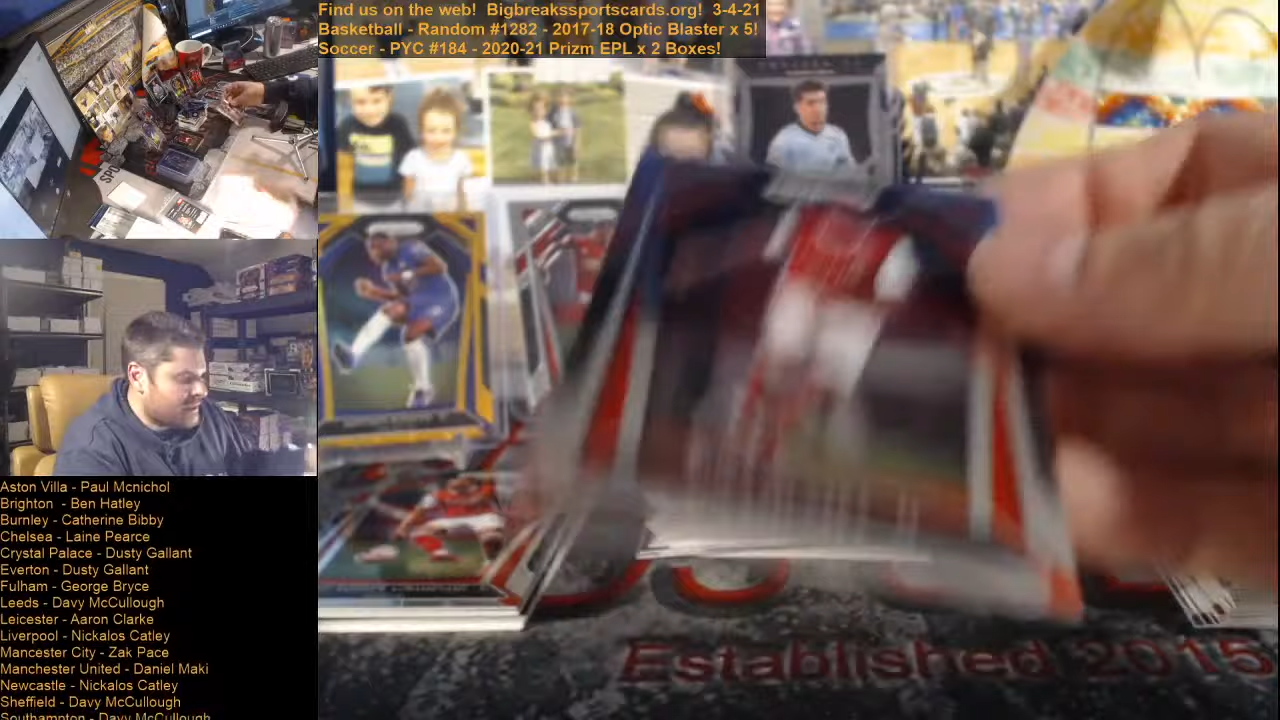 Find us on the web!  Bigbreakssportscards.org!  3-4-21
Basketball - Random #1282 - 2017-18 Optic Blaster x 5!
Soccer - PYC #184 - 2020-21 Prizm EPL x 2 Boxes!
Aston Villa - Paul Mcnichol
Brighton  - Ben Hatley
Burnley - Catherine Bibby
Chelsea - Laine Pearce
Crystal Palace - Dusty Gallant
Everton - Dusty Gallant
Fulham - George Bryce
Leeds - Davy McCullough
Leicester - Aaron Clarke
Liverpool - Nickalos Catley
Mancester City - Zak Pace
Manchester United - Daniel Maki
Newcastle - Nickalos Catley
Sheffield - Davy McCullough
Southampton - Davy McCullough
Established 2015